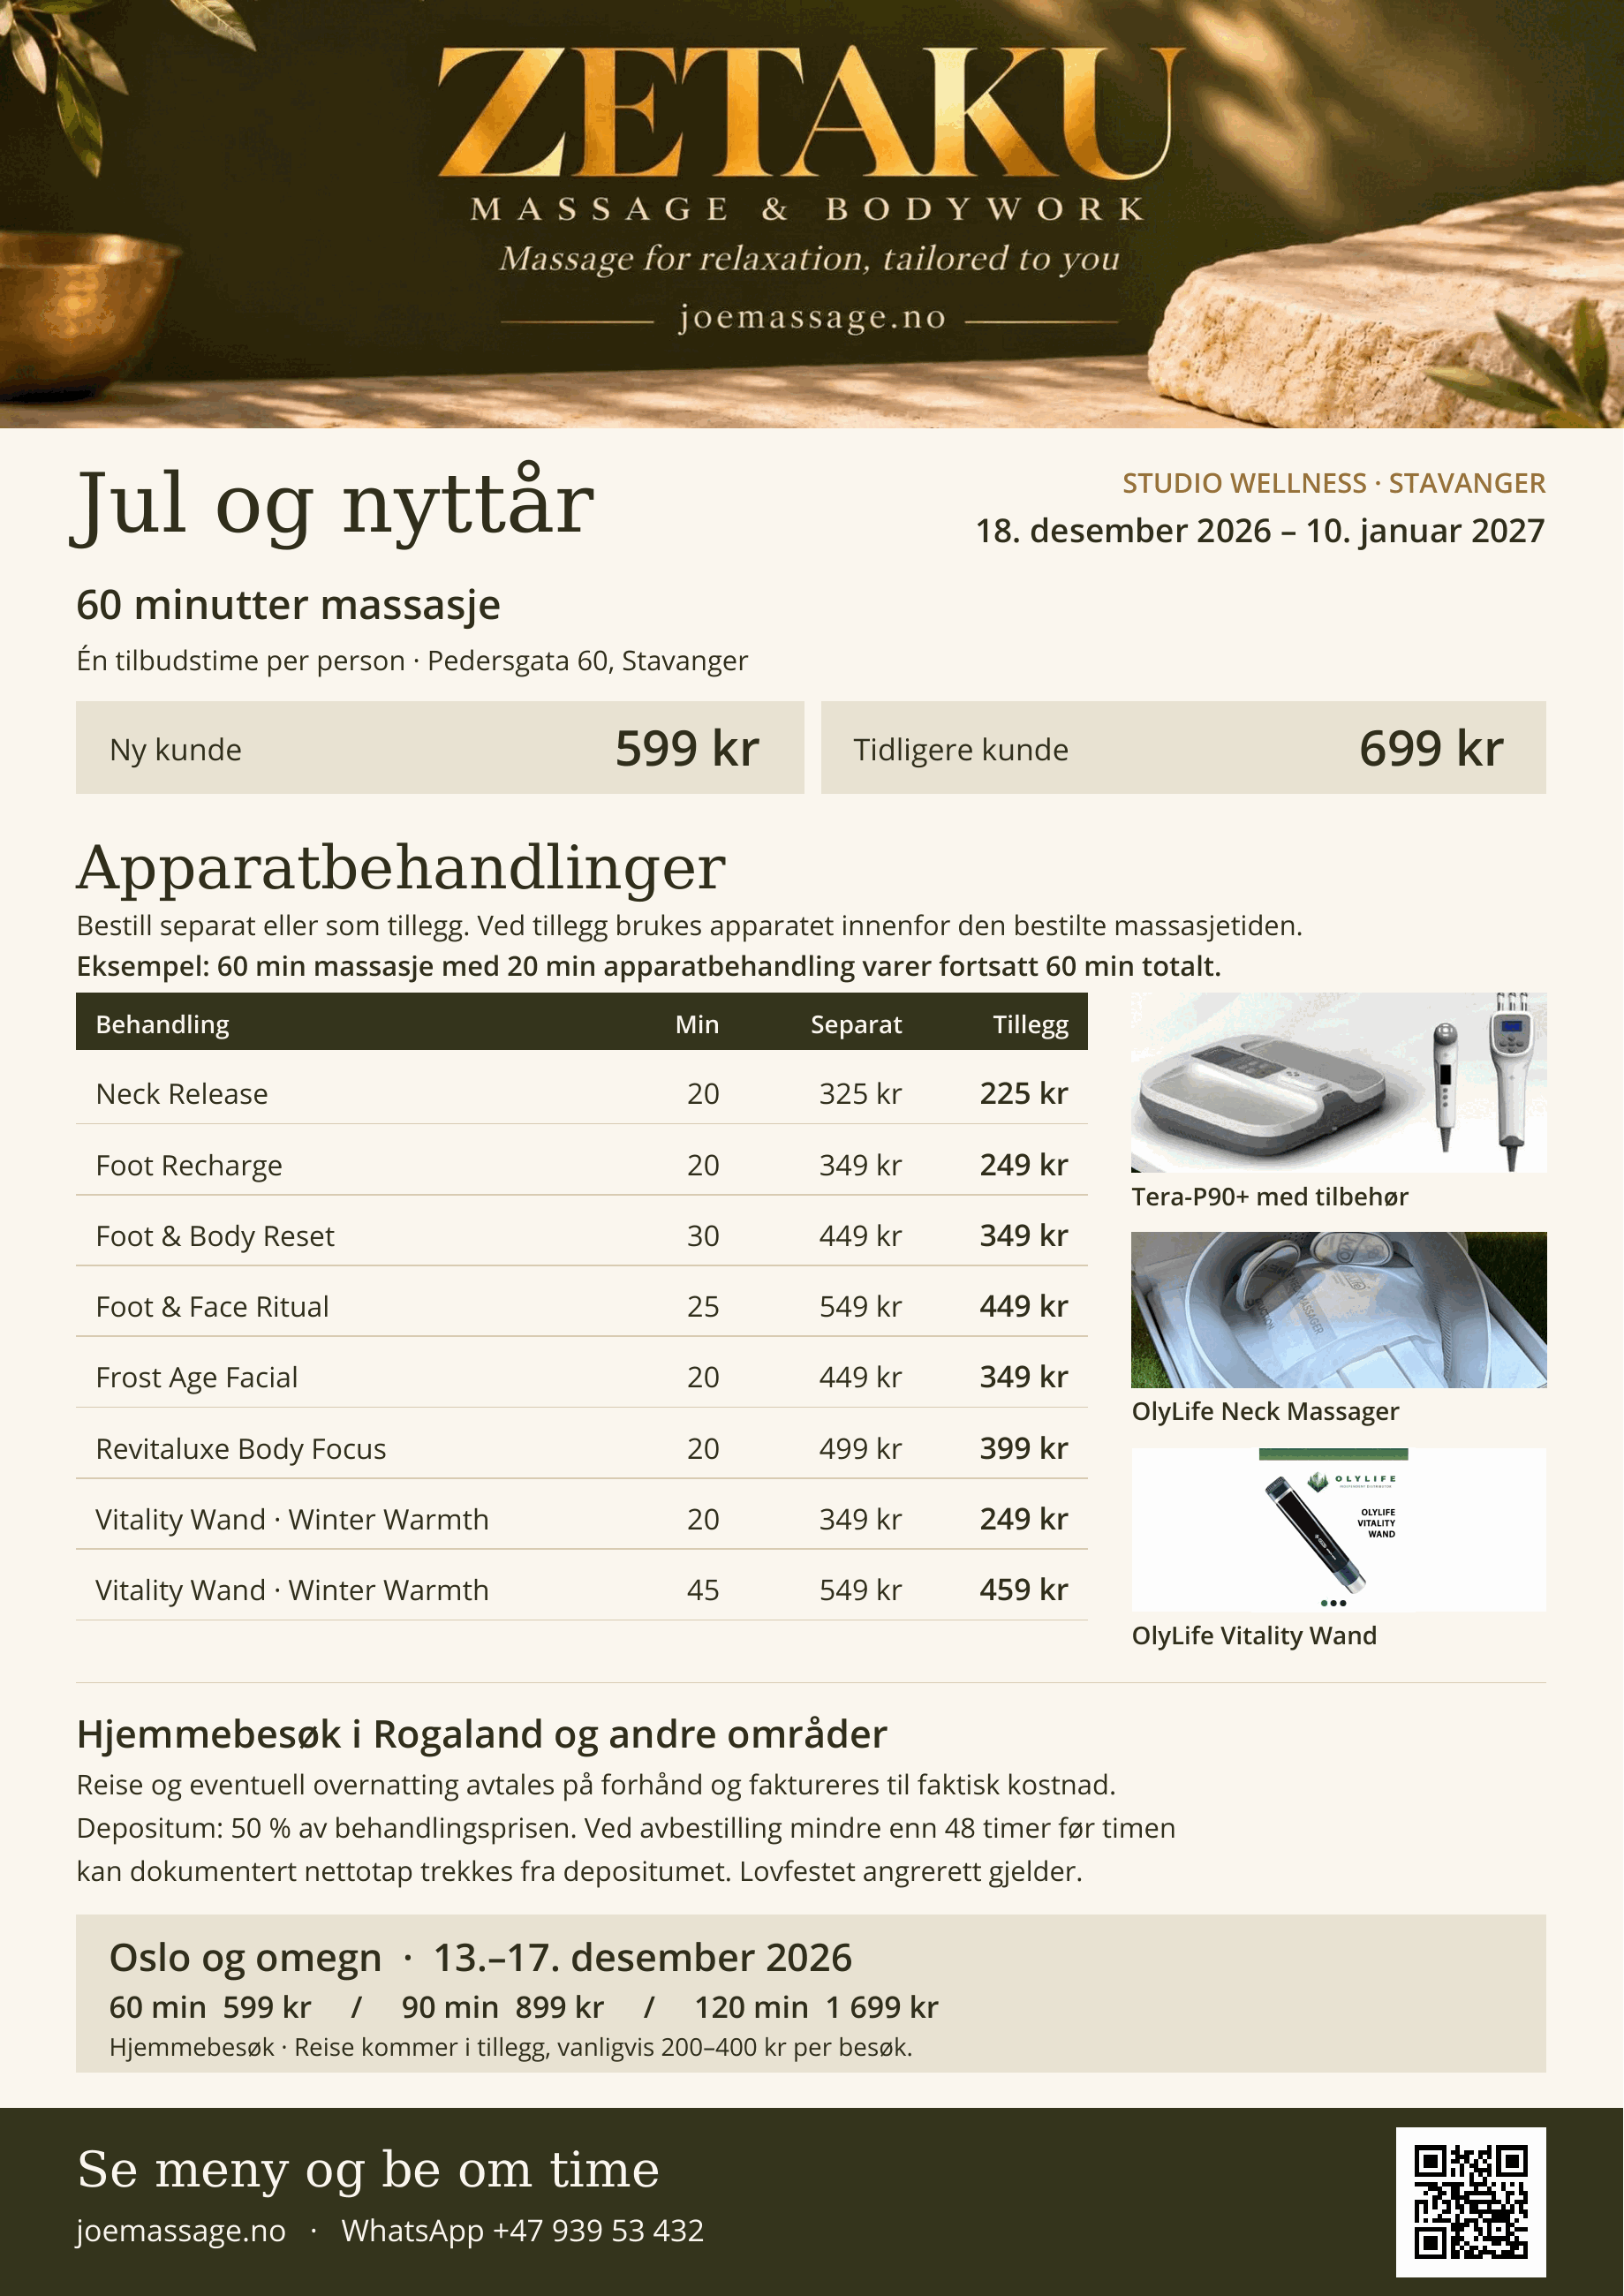 ZETAKU
MASSAGE & BODYWORK
Massage for relaxation, tailored to you
joemassage.no
Jul og nyttår
STUDIO WELLNESS · STAVANGER
18. desember 2026 – 10. januar 2027
60 minutter massasje
Én tilbudstime per person · Pedersgata 60, Stavanger
Ny kunde 599 kr
Tidligere kunde 699 kr
Apparatbehandlinger
Bestill separat eller som tillegg. Ved tillegg brukes apparatet innenfor den bestilte massasjetiden.
Eksempel: 60 min massasje med 20 min apparatbehandling varer fortsatt 60 min totalt.
Behandling Min Separat Tillegg
Neck Release 20 325 kr 225 kr
Foot Recharge 20 349 kr 249 kr
Foot & Body Reset 30 449 kr 349 kr
Foot & Face Ritual 25 549 kr 449 kr
Frost Age Facial 20 449 kr 349 kr
Revitaluxe Body Focus 20 499 kr 399 kr
Vitality Wand · Winter Warmth 20 349 kr 249 kr
Vitality Wand · Winter Warmth 45 549 kr 459 kr
Tera-P90+ med tilbehør
MASSAGER
OlyLife Neck Massager
OLYLIFE
OLYLIFE
VITALITY
WAND
OlyLife Vitality Wand
Hjemmebesøk i Rogaland og andre områder
Reise og eventuell overnatting avtales på forhånd og faktureres til faktisk kostnad.
Depositum: 50 % av behandlingsprisen. Ved avbestilling mindre enn 48 timer før timen
kan dokumentert nettotap trekkes fra depositumet. Lovfestet angrerett gjelder.
Oslo og omegn · 13.–17. desember 2026
60 min 599 kr / 90 min 899 kr / 120 min 1 699 kr
Hjemmebesøk · Reise kommer i tillegg, vanligvis 200–400 kr per besøk.
Se meny og be om time
joemassage.no · WhatsApp +47 939 53 432